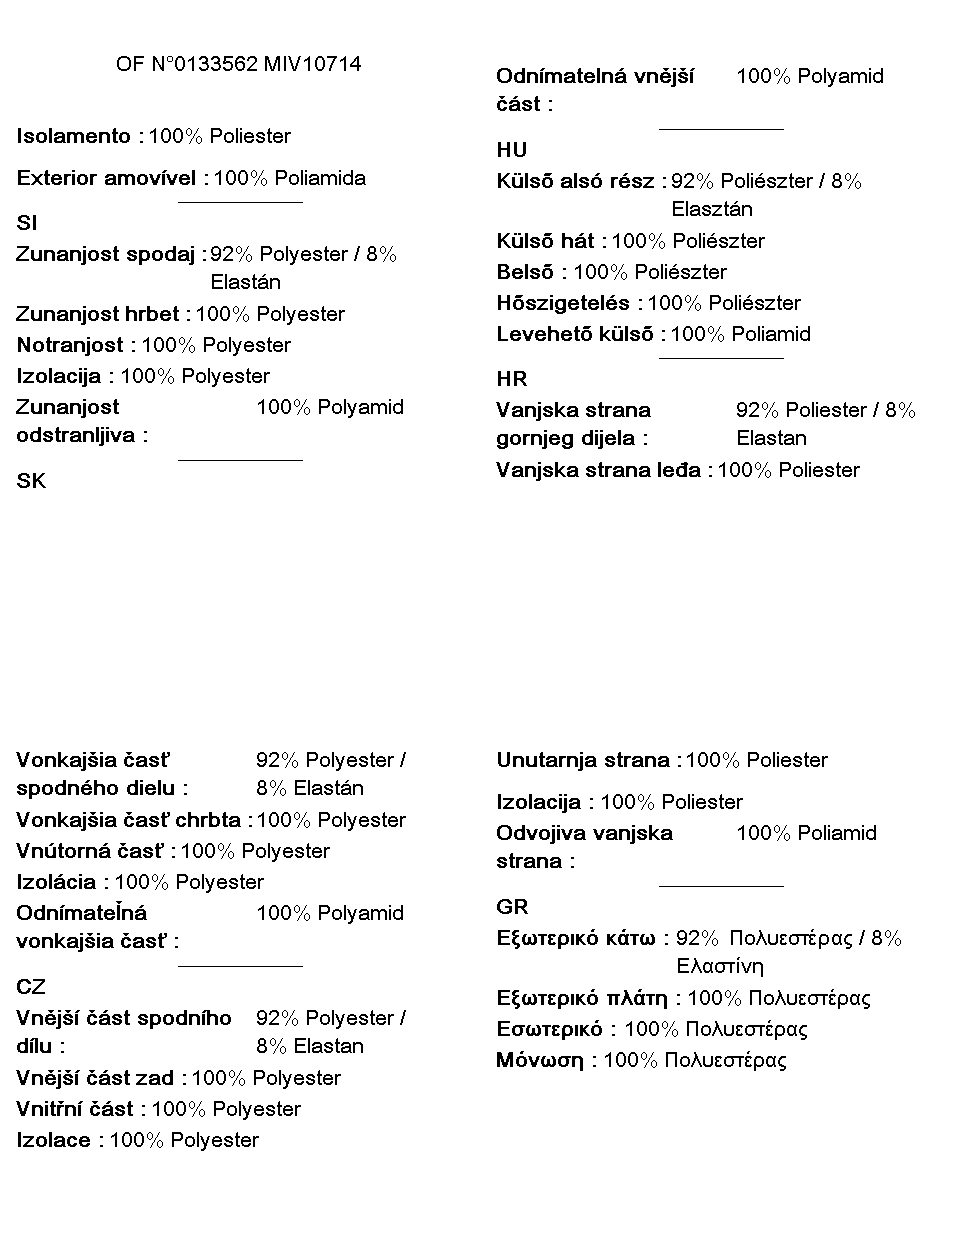 OF N°0133562 MIV10714
Isolamento : 100% Poliester
Exterior amovível : 100% Poliamida
SI
Zunanjost spodaj : 92% Polyester / 8%
Elastán
Zunanjost hrbet : 100% Polyester
Notranjost : 100% Polyester
Izolacija : 100% Polyester
Zunanjost 100% Polyamid
odstranljiva :
SK
Vonkajšia časť 92% Polyester /
spodného dielu : 8% Elastán
Vonkajšia časť chrbta : 100% Polyester
Vnútorná časť : 100% Polyester
Izolácia : 100% Polyester
Odnímateľná 100% Polyamid
vonkajšia časť :
CZ
Vnější část spodního 92% Polyester /
dílu : 8% Elastan
Vnější část zad : 100% Polyester
Vnitřní část : 100% Polyester
Izolace : 100% Polyester
Odnímatelná vnější 100% Polyamid
část :
HU
Külső alsó rész : 92% Poliészter / 8%
Elasztán
Külső hát : 100% Poliészter
Belső : 100% Poliészter
Hőszigetelés : 100% Poliészter
Levehető külső : 100% Poliamid
HR
Vanjska strana 92% Poliester / 8%
gornjeg dijela : Elastan
Vanjska strana leđa : 100% Poliester
Unutarnja strana : 100% Poliester
Izolacija : 100% Poliester
Odvojiva vanjska 100% Poliamid
strana :
GR
Εξωτερικό κάτω : 92% Πολυεστέρας / 8%
Ελαστίνη
Εξωτερικό πλάτη : 100% Πολυεστέρας
Εσωτερικό : 100% Πολυεστέρας
Μόνωση : 100% Πολυεστέρας